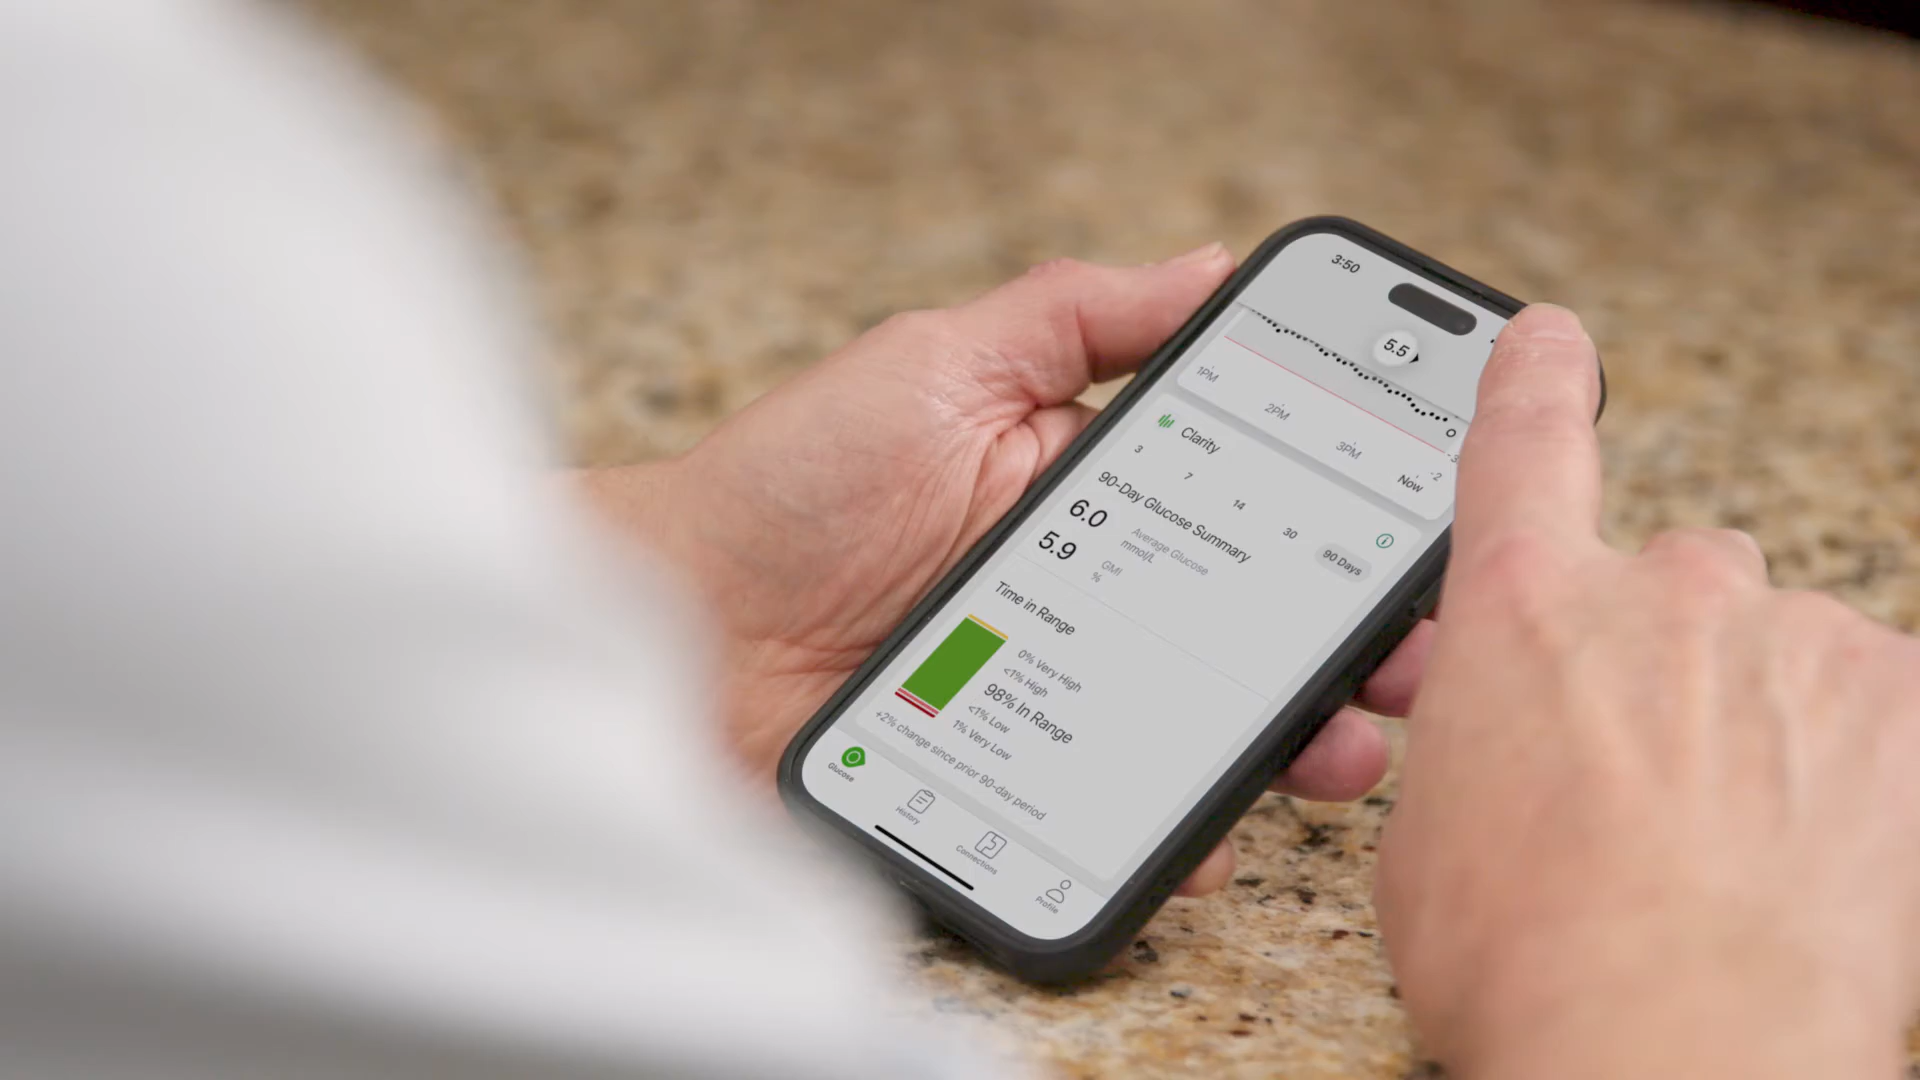 3:50
5.5
1PM
2PM
3PM
Now
-3
-2
Clarity
3
7
14
30
90 Days
90-Day Glucose Summary
6.0
Average Glucose
mmol/L
5.9
GMI
%
Time in Range
0% Very High
<1% High
98% In Range
<1% Low
1% Very Low
+2% change since prior 90-day period
Glucose
History
Connections
Profile